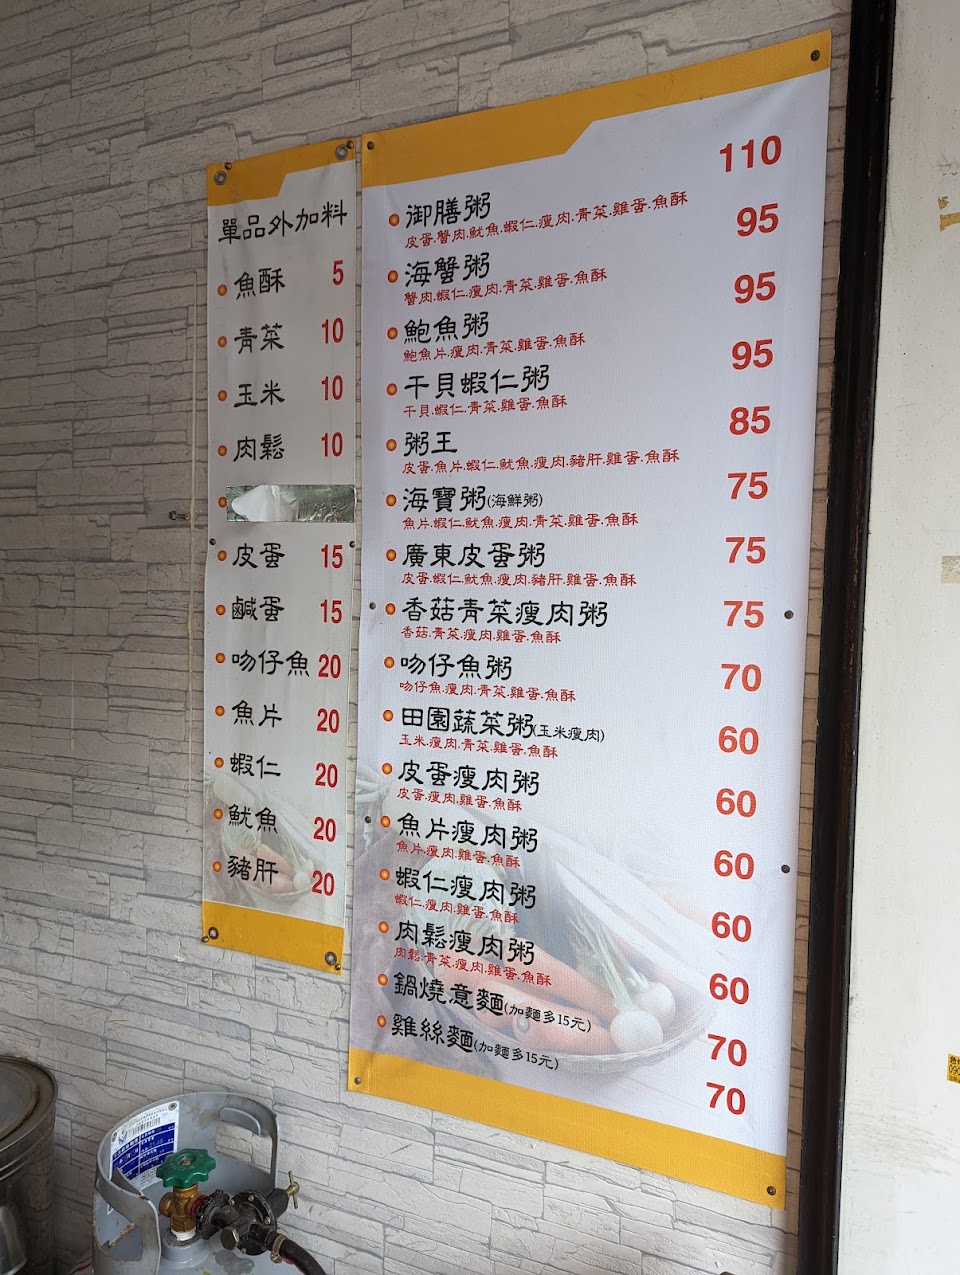 單品外加料
魚酥 5
青菜 10
玉米 10
肉鬆 10
皮蛋 15
鹹蛋 15
吻仔魚 20
魚片 20
蝦仁 20
魷魚 20
豬肝 20
御膳粥 110
皮蛋.蟹肉.魷魚.蝦仁.瘦肉.青菜.雞蛋.魚酥
海蟹粥 95
蟹肉.蝦仁.瘦肉.青菜.雞蛋.魚酥
鮑魚粥 95
鮑魚片.瘦肉.青菜.雞蛋.魚酥
干貝蝦仁粥 95
干貝.蝦仁.青菜.雞蛋.魚酥
粥王 85
皮蛋.魚片.蝦仁.魷魚.瘦肉.豬肝.雞蛋.魚酥
海寶粥(海鮮粥) 75
魚片.蝦仁.魷魚.瘦肉.青菜.雞蛋.魚酥
廣東皮蛋粥 75
皮蛋.蝦仁.魷魚.瘦肉.豬肝.雞蛋.魚酥
香菇青菜瘦肉粥 75
香菇.青菜.瘦肉.雞蛋.魚酥
吻仔魚粥 70
吻仔魚.瘦肉.青菜.雞蛋.魚酥
田園蔬菜粥(玉米瘦肉) 60
玉米.瘦肉.青菜.雞蛋.魚酥
皮蛋瘦肉粥 60
皮蛋.瘦肉.雞蛋.魚酥
魚片瘦肉粥 60
魚片.瘦肉.雞蛋.魚酥
蝦仁瘦肉粥 60
蝦仁.瘦肉.雞蛋.魚酥
肉鬆瘦肉粥 60
肉鬆.青菜.瘦肉.雞蛋.魚酥
鍋燒意麵(加麵多15元) 70
雞絲麵(加麵多15元) 70